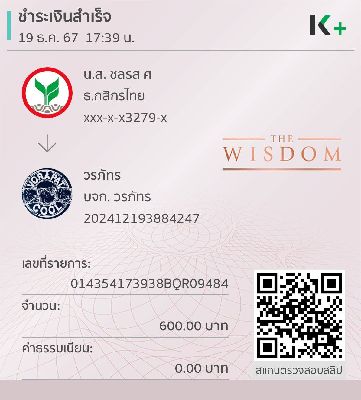 ชำระเงินสำเร็จ
19 ธ.ค. 67 17:39 น.
K+
น.ส. ชลรส ศ
ธ.กสิกรไทย
xxx-x-x3279-x
THE
WISDOM
วรภัทร
บจก. วรภัทร
202412193884247
เลขที่รายการ:
014354173938BQR09484
จำนวน:
600.00 บาท
ค่าธรรมเนียม:
0.00 บาท
สแกนตรวจสอบสลิป